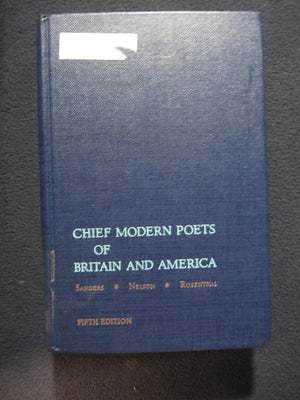 CHIEF MODERN POETS
OF
BRITAIN AND AMERICA
SANDERS • NELSON • ROSENTHAL
FIFTH EDITION